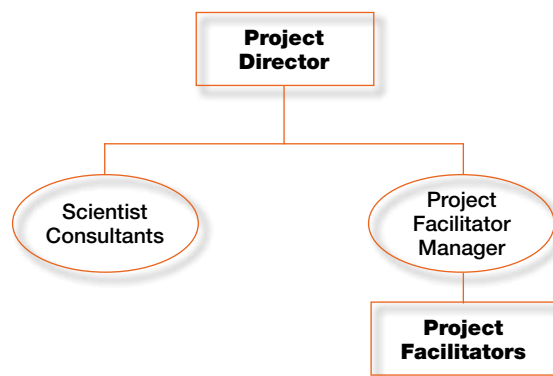 Project
Director
Scientist
Consultants
Project
Facilitator
Manager
Project
Facilitators